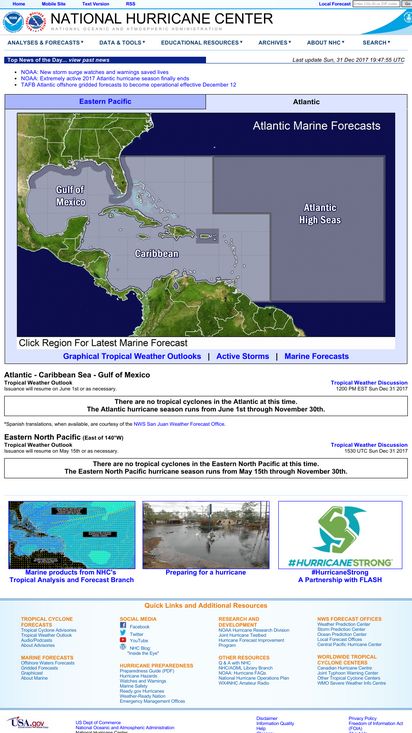 Home Mobile Site Text Version RSS Local Forecast
NATIONAL HURRICANE CENTER
NATIONAL OCEANIC AND ATMOSPHERIC ADMINISTRATION
ANALYSES & FORECASTS DATA & TOOLS EDUCATIONAL RESOURCES ARCHIVES ABOUT NHC SEARCH
Top News of the Day... view past news Last update Sun, 31 Dec 2017 19:47:55 UTC
NOAA: New storm surge watches and warnings saved lives
NOAA: Extremely active 2017 Atlantic hurricane season finally ends
TAFB Atlantic offshore gridded forecasts to become operational effective December 12
Eastern Pacific Atlantic
Atlantic Marine Forecasts
Gulf of
Mexico
Atlantic
High Seas
Caribbean
Click Region For Latest Marine Forecast
Graphical Tropical Weather Outlooks | Active Storms | Marine Forecasts
Atlantic - Caribbean Sea - Gulf of Mexico
Tropical Weather Outlook Tropical Weather Discussion
Issuance will resume on June 1st or as necessary. 1200 PM EST Sun Dec 31 2017
There are no tropical cyclones in the Atlantic at this time.
The Atlantic hurricane season runs from June 1st through November 30th.
*Spanish translations, when available, are courtesy of the NWS San Juan Weather Forecast Office.
Eastern North Pacific (East of 140°W)
Tropical Weather Outlook Tropical Weather Discussion
Issuance will resume on May 15th or as necessary. 1530 UTC Sun Dec 31 2017
There are no tropical cyclones in the Eastern North Pacific at this time.
The Eastern North Pacific hurricane season runs from May 15th through November 30th.
#HURRICANESTRONG
Marine products from NHC's
Tropical Analysis and Forecast Branch
Preparing for a hurricane
#HurricaneStrong
A Partnership with FLASH
Quick Links and Additional Resources
TROPICAL CYCLONE
FORECASTS
Tropical Cyclone Advisories
Tropical Weather Outlook
Audio/Podcasts
About Advisories
MARINE FORECASTS
Offshore Waters Forecasts
Gridded Forecasts
Graphicast
About Marine
SOCIAL MEDIA
Facebook
Twitter
YouTube
NHC Blog
"Inside the Eye"
HURRICANE PREPAREDNESS
Preparedness Guide (PDF)
Hurricane Hazards
Watches and Warnings
Marine Safety
Ready.gov Hurricanes
Weather-Ready Nation
Emergency Management Offices
RESEARCH AND
DEVELOPMENT
NOAA Hurricane Research Division
Joint Hurricane Testbed
Hurricane Forecast Improvement
Program
OTHER RESOURCES
Q & A with NHC
NHC/AOML Library Branch
NOAA: Hurricane FAQs
National Hurricane Operations Plan
WX4NHC Amateur Radio
NWS FORECAST OFFICES
Weather Prediction Center
Storm Prediction Center
Ocean Prediction Center
Local Forecast Offices
Central Pacific Hurricane Center
WORLDWIDE TROPICAL
CYCLONE CENTERS
Canadian Hurricane Centre
Joint Typhoon Warning Center
Other Tropical Cyclone Centers
WMO Severe Weather Info Centre
USA.gov
US Dept of Commerce
National Oceanic and Atmospheric Administration
National Hurricane Center
Disclaimer
Information Quality
Help
Privacy Policy
Freedom of Information Act
(FOIA)